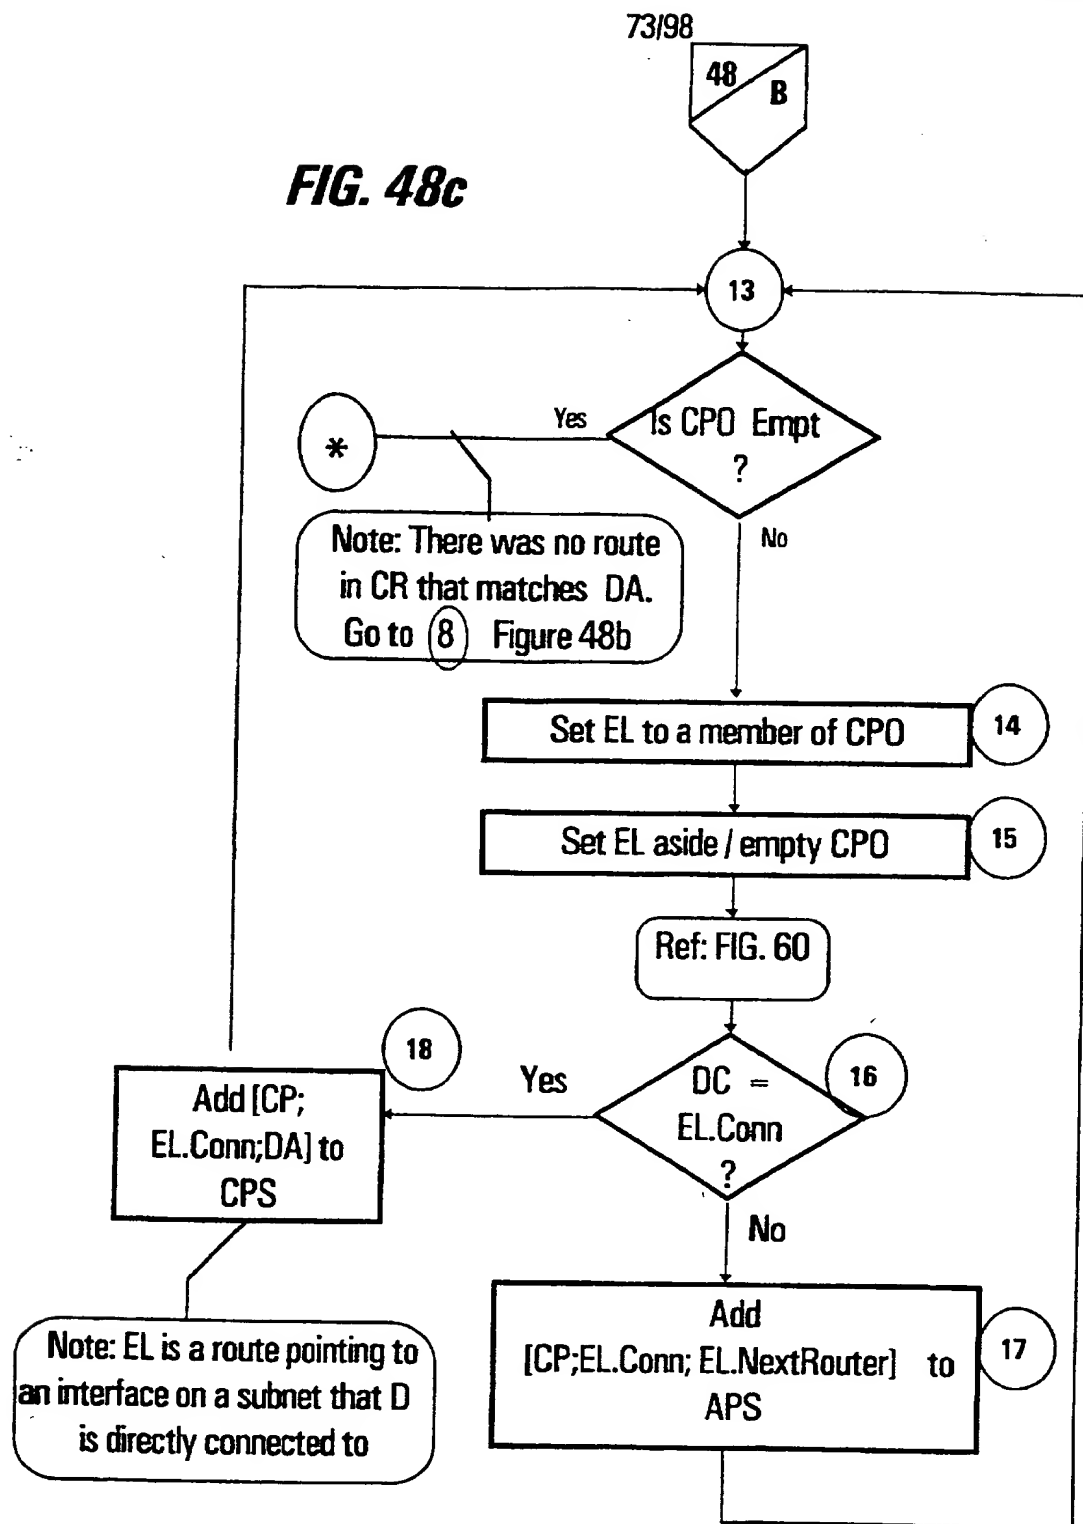 73/98
48
B
FIG. 48c
13
Is CPO Empt
?
Yes
*
No
Note: There was no route
in CR that matches DA.
Go to 8 Figure 48b
Set EL to a member of CPO
14
Set EL aside / empty CPO
15
Ref: FIG. 60
18
Yes
DC =
EL.Conn
?
16
Add [CP;
EL.Conn;DA] to
CPS
No
Note: EL is a route pointing to
an interface on a subnet that D
is directly connected to
Add
[CP;EL.Conn; EL.NextRouter] to
APS
17